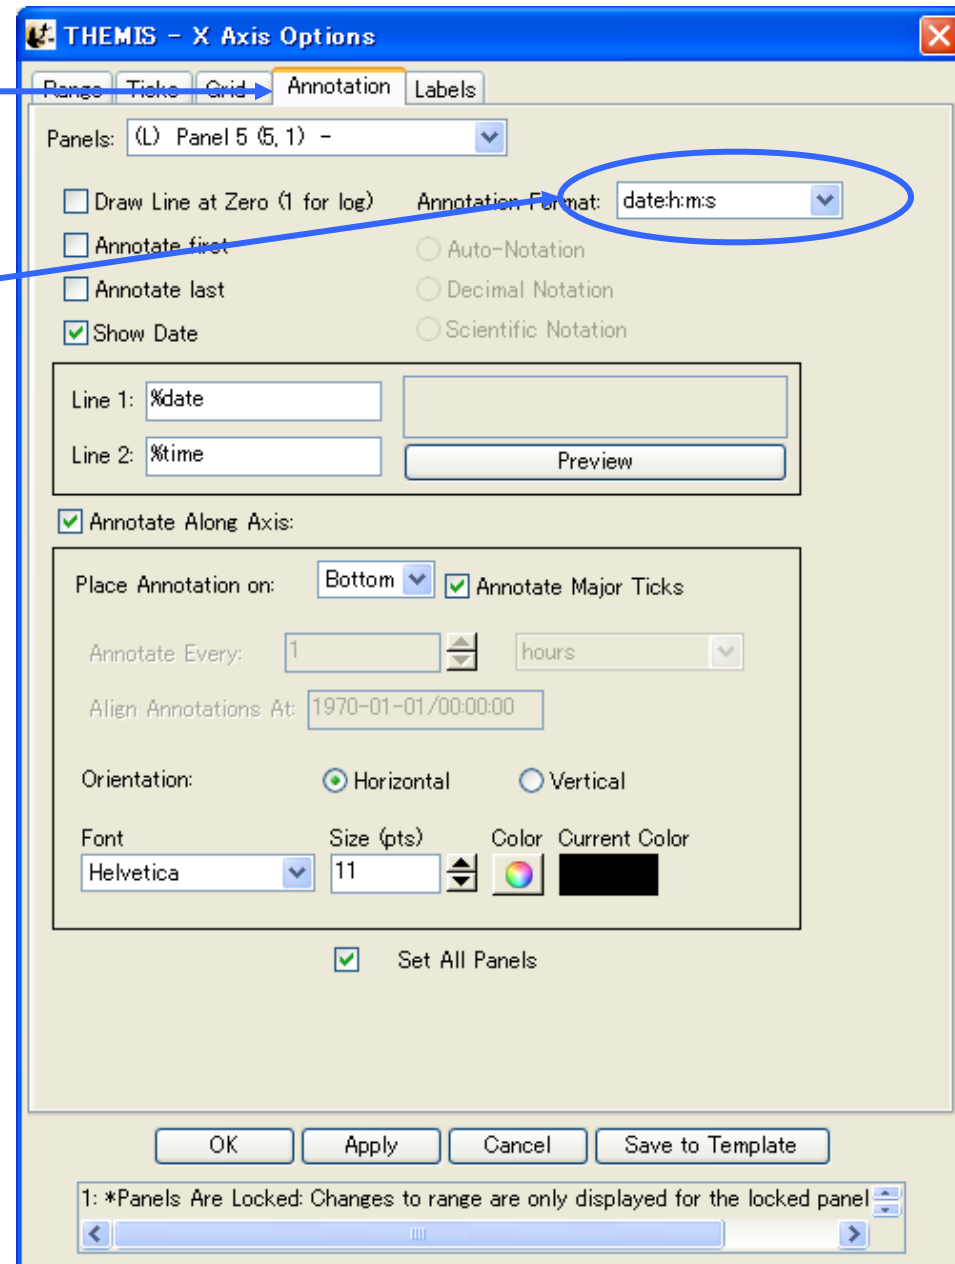 THEMIS - X Axis Options
Range Ticks Grid Annotation Labels
Panels: (L) Panel 5 (5, 1) -
Draw Line at Zero (1 for log) Annotation Format: date:h:m:s
Annotate first Auto-Notation
Annotate last Decimal Notation
Show Date Scientific Notation
Line 1: %date
Line 2: %time Preview
Annotate Along Axis:
Place Annotation on: Bottom Annotate Major Ticks
Annotate Every: 1 hours
Align Annotations At: 1970-01-01/00:00:00
Orientation: Horizontal Vertical
Font Size (pts) Color Current Color
Helvetica 11
Set All Panels
OK Apply Cancel Save to Template
1: *Panels Are Locked: Changes to range are only displayed for the locked panel